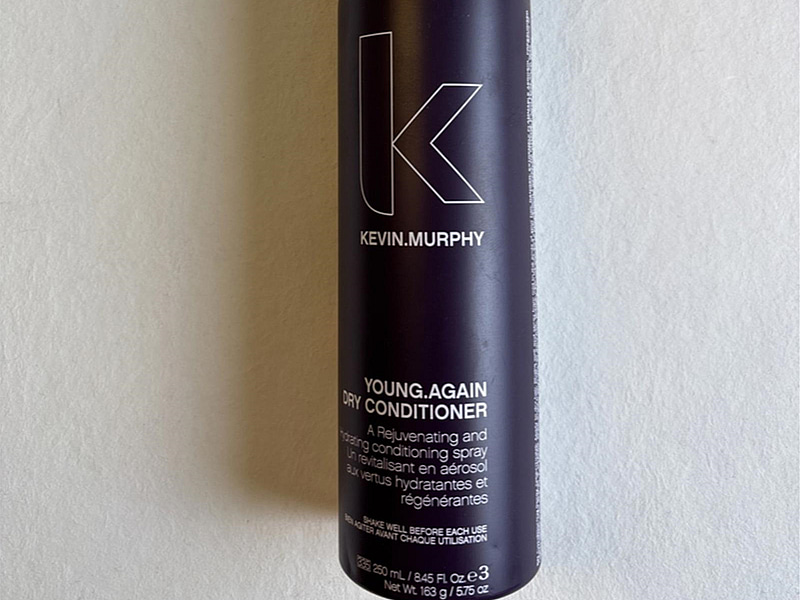 k
KEVIN.MURPHY
YOUNG.AGAIN
DRY CONDITIONER
A Rejuvenating and
hydrating conditioning spray
Un revitalisant en aérosol
aux vertus hydratantes et
régénérantes
SHAKE WELL BEFORE EACH USE
BIEN AGITER AVANT CHAQUE UTILISATION
250 mL / 8.45 Fl. Oz. e3
Net Wt. 163 g / 5.75 oz